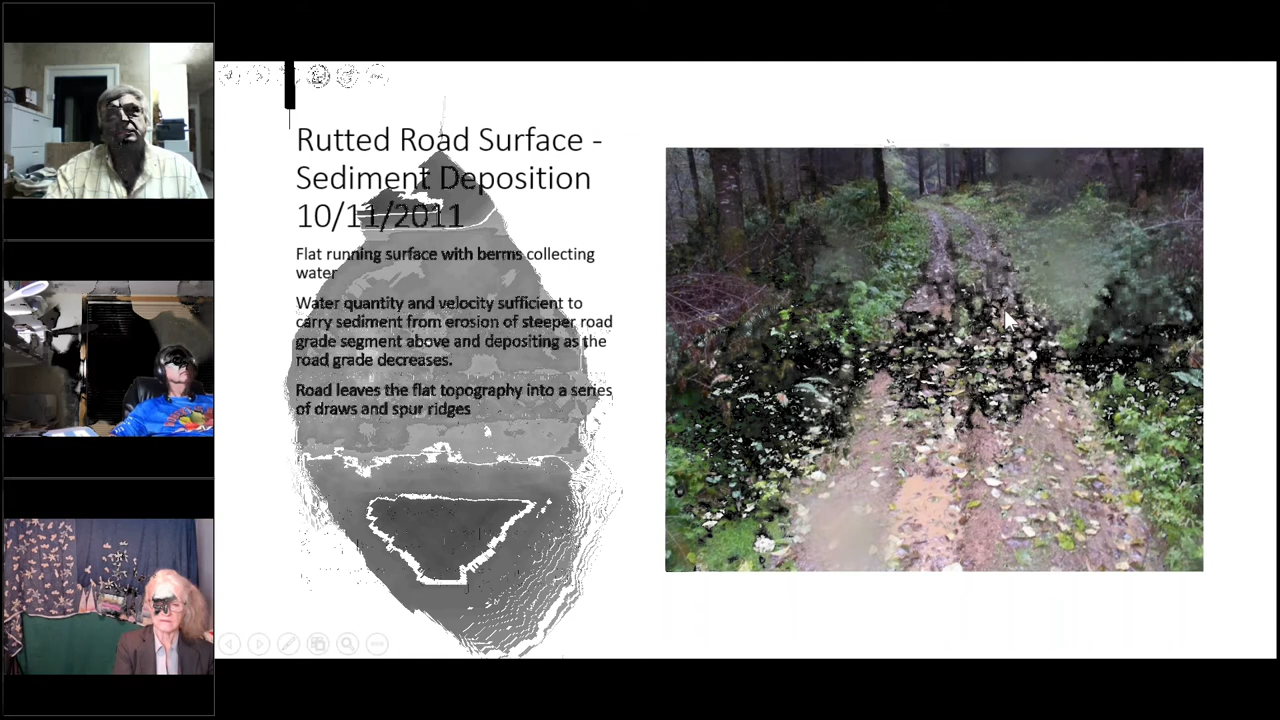 Rutted Road Surface -
Sediment Deposition
10/11/2011
Flat running surface with berms collecting
water
Water quantity and velocity sufficient to
carry sediment from erosion of steeper road
grade segment above and depositing as the
road grade decreases.
Road leaves the flat topography into a series
of draws and spur ridges